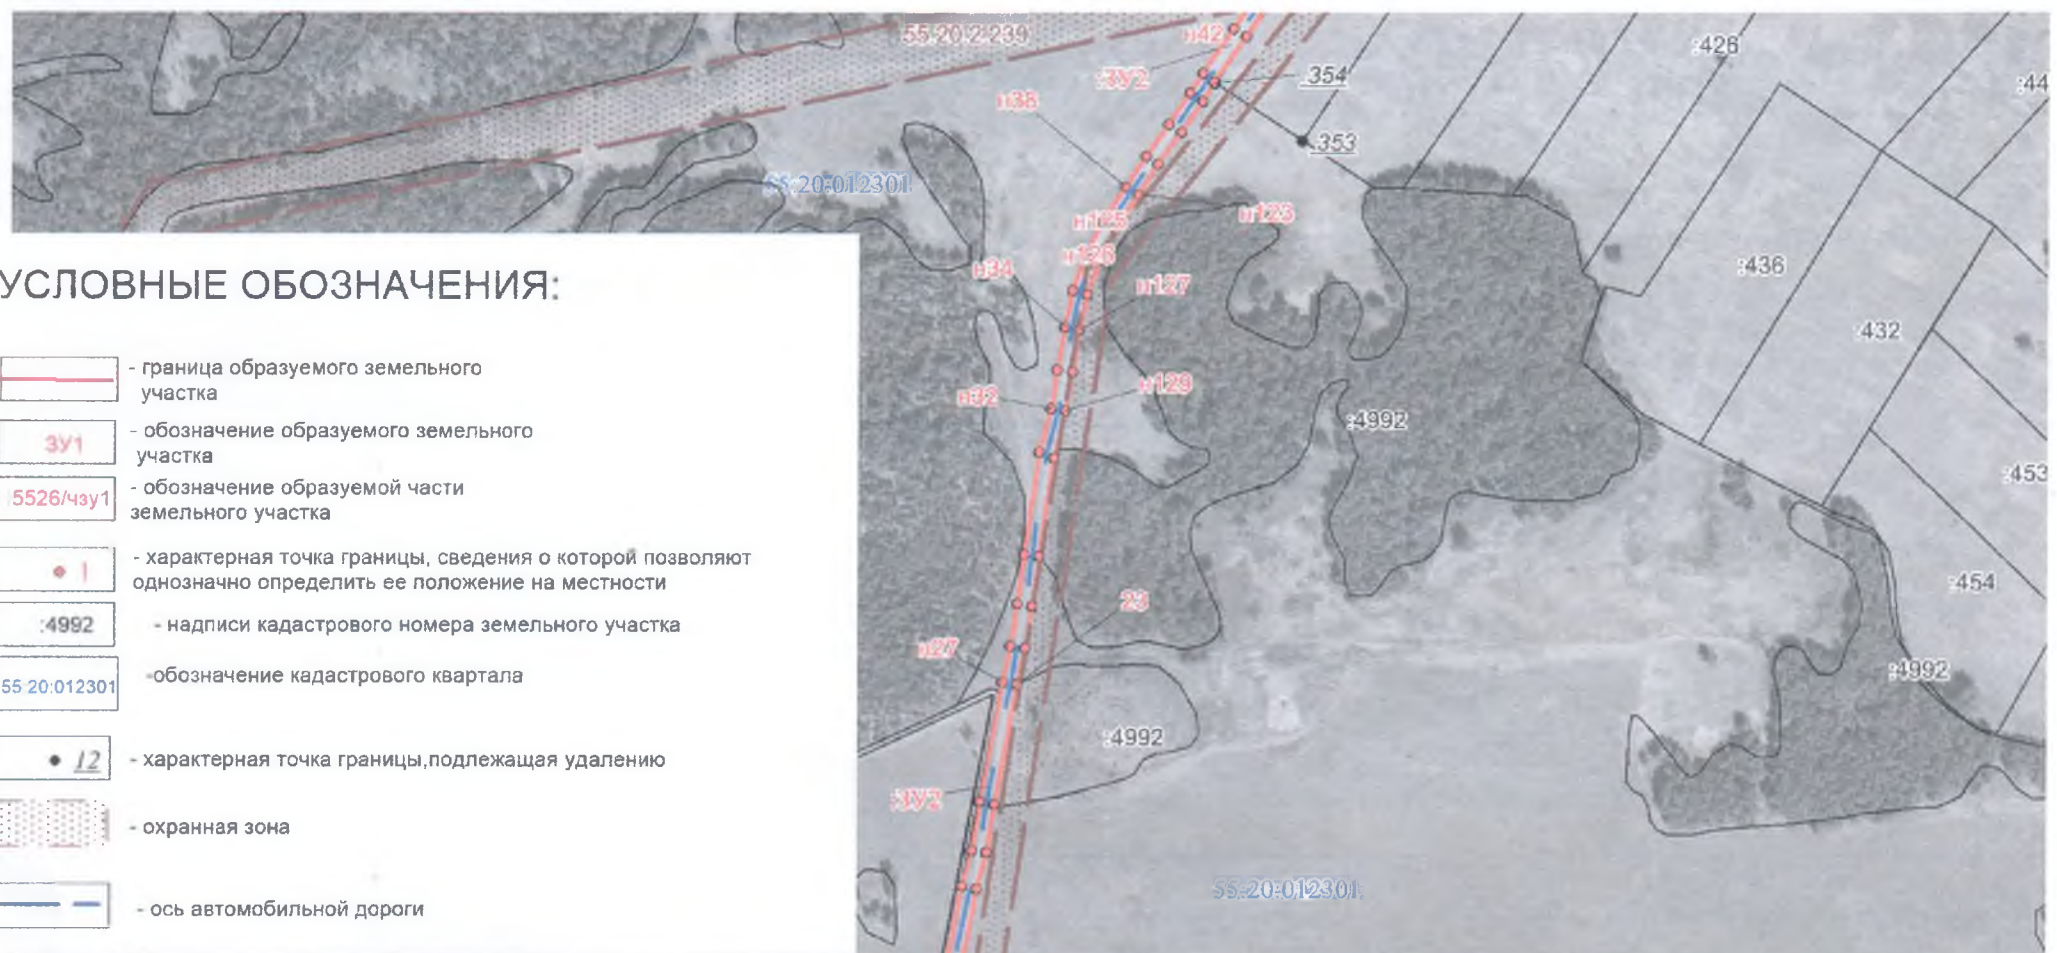 55:20:2.239
н42
:426
:ЗУ2
.354
:44
н38
.353
55:20:012301
н123
н125
н126
:436
н34
н127
:432
н129
н32
:4992
:453
:454
23
н27
:4992
:4992
:ЗУ2
55:20:012301
УСЛОВНЫЕ ОБОЗНАЧЕНИЯ:
- граница образуемого земельного
участка
ЗУ1
- обозначение образуемого земельного
участка
5526/чзу1
- обозначение образуемой части
земельного участка
1
- характерная точка границы, сведения о которой позволяют
однозначно определить ее положение на местности
:4992
- надписи кадастрового номера земельного участка
55:20:012301
-обозначение кадастрового квартала
12
- характерная точка границы,подлежащая удалению
- охранная зона
- ось автомобильной дороги